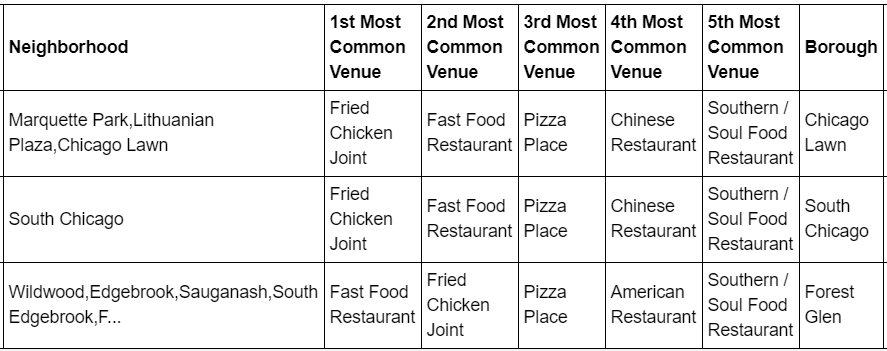 Neighborhood
1st Most
Common
Venue
2nd Most
Common
Venue
3rd Most
Common
Venue
4th Most
Common
Venue
5th Most
Common
Venue
Borough
Marquette Park,Lithuanian
Plaza,Chicago Lawn
Fried
Chicken
Joint
Fast Food
Restaurant
Pizza
Place
Chinese
Restaurant
Southern /
Soul Food
Restaurant
Chicago
Lawn
South Chicago
Fried
Chicken
Joint
Fast Food
Restaurant
Pizza
Place
Chinese
Restaurant
Southern /
Soul Food
Restaurant
South
Chicago
Wildwood,Edgebrook,Sauganash,South
Edgebrook,F...
Fast Food
Restaurant
Fried
Chicken
Joint
Pizza
Place
American
Restaurant
Southern /
Soul Food
Restaurant
Forest
Glen